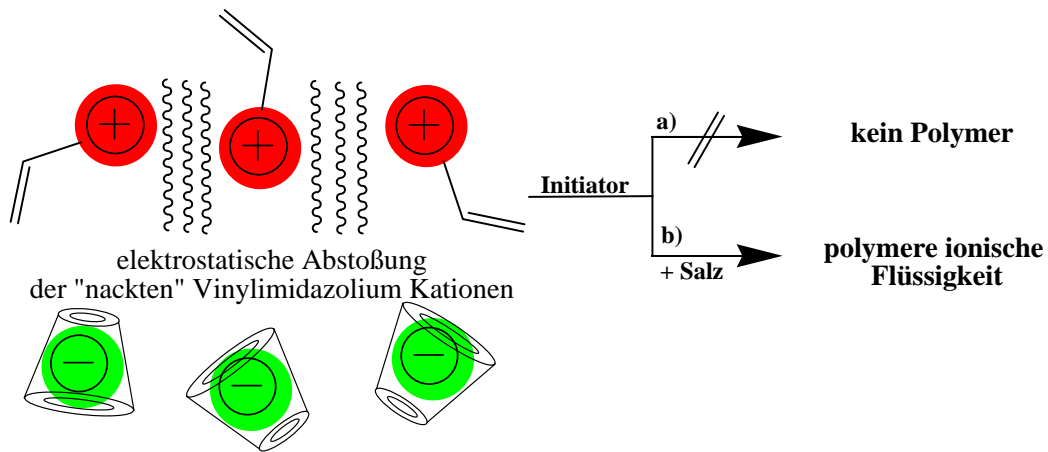 a)
kein Polymer
Initiator
b)
+ Salz
polymere ionische
Flüssigkeit
elektrostatische Abstoßung
der "nackten" Vinylimidazolium Kationen